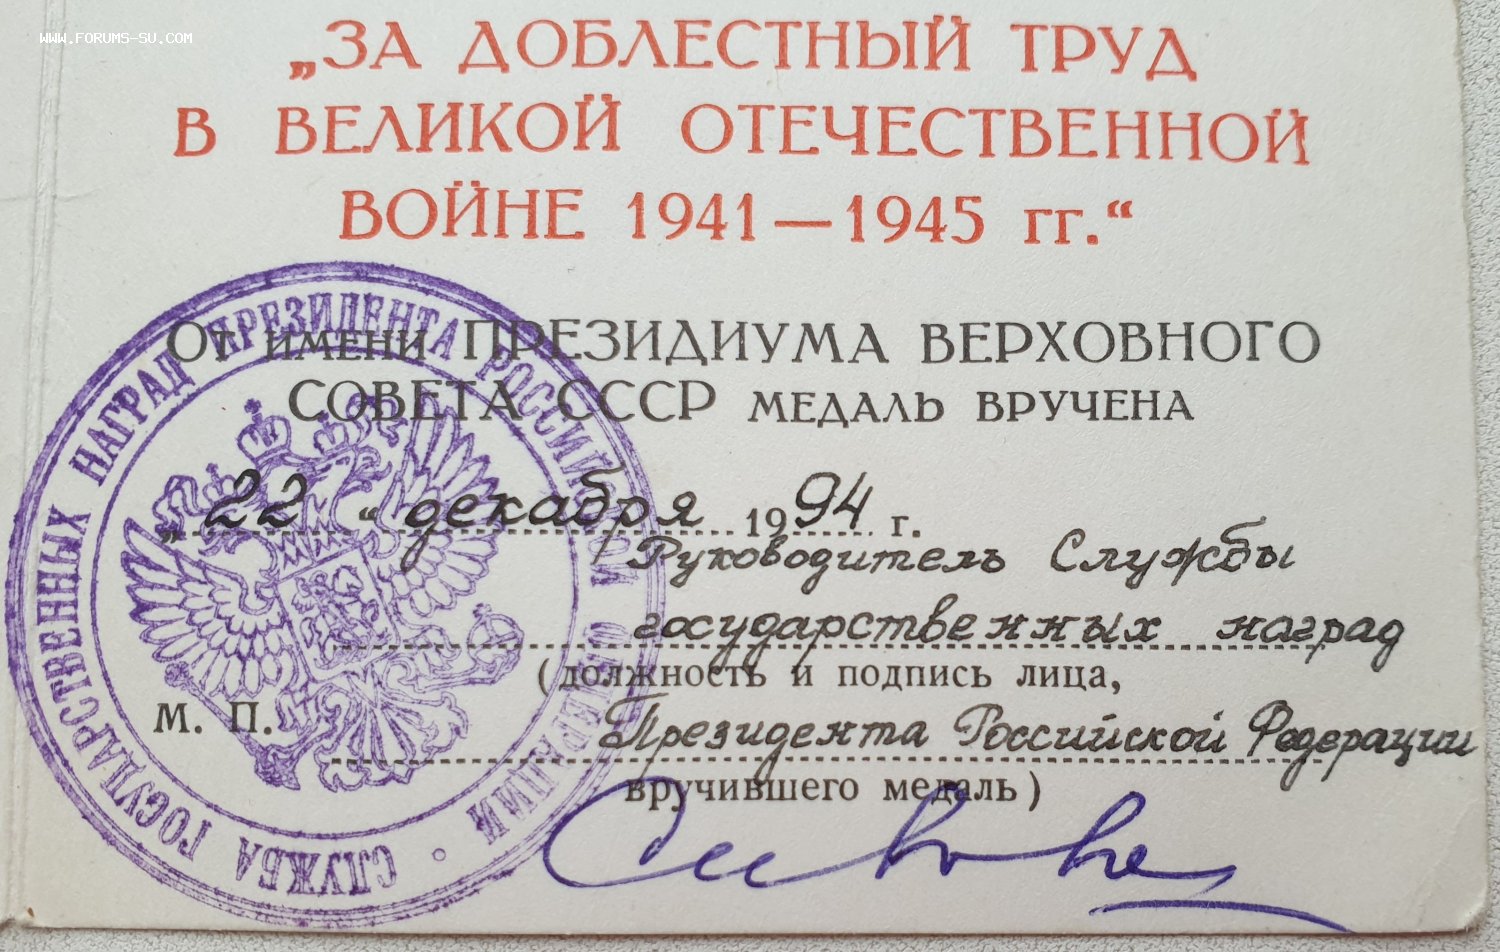 WWW.FORUMS-SU.COM
„ЗА ДОБЛЕСТНЫЙ ТРУД
В ВЕЛИКОЙ ОТЕЧЕСТВЕННОЙ
ВОЙНЕ 1941—1945 гг.“
От имени ПРЕЗИДИУМА ВЕРХОВНОГО
СОВЕТА СССР МЕДАЛЬ ВРУЧЕНА
„22“ декабря 1994 г.
Руководитель Службы
государственных наград
(должность и подпись лица,
М. П.
Президента Российской Федерации
вручившего медаль)
СЛУЖБА ГОСУДАРСТВЕННЫХ НАГРАД ПРЕЗИДЕНТА РОССИЙСКОЙ ФЕДЕРАЦИИ